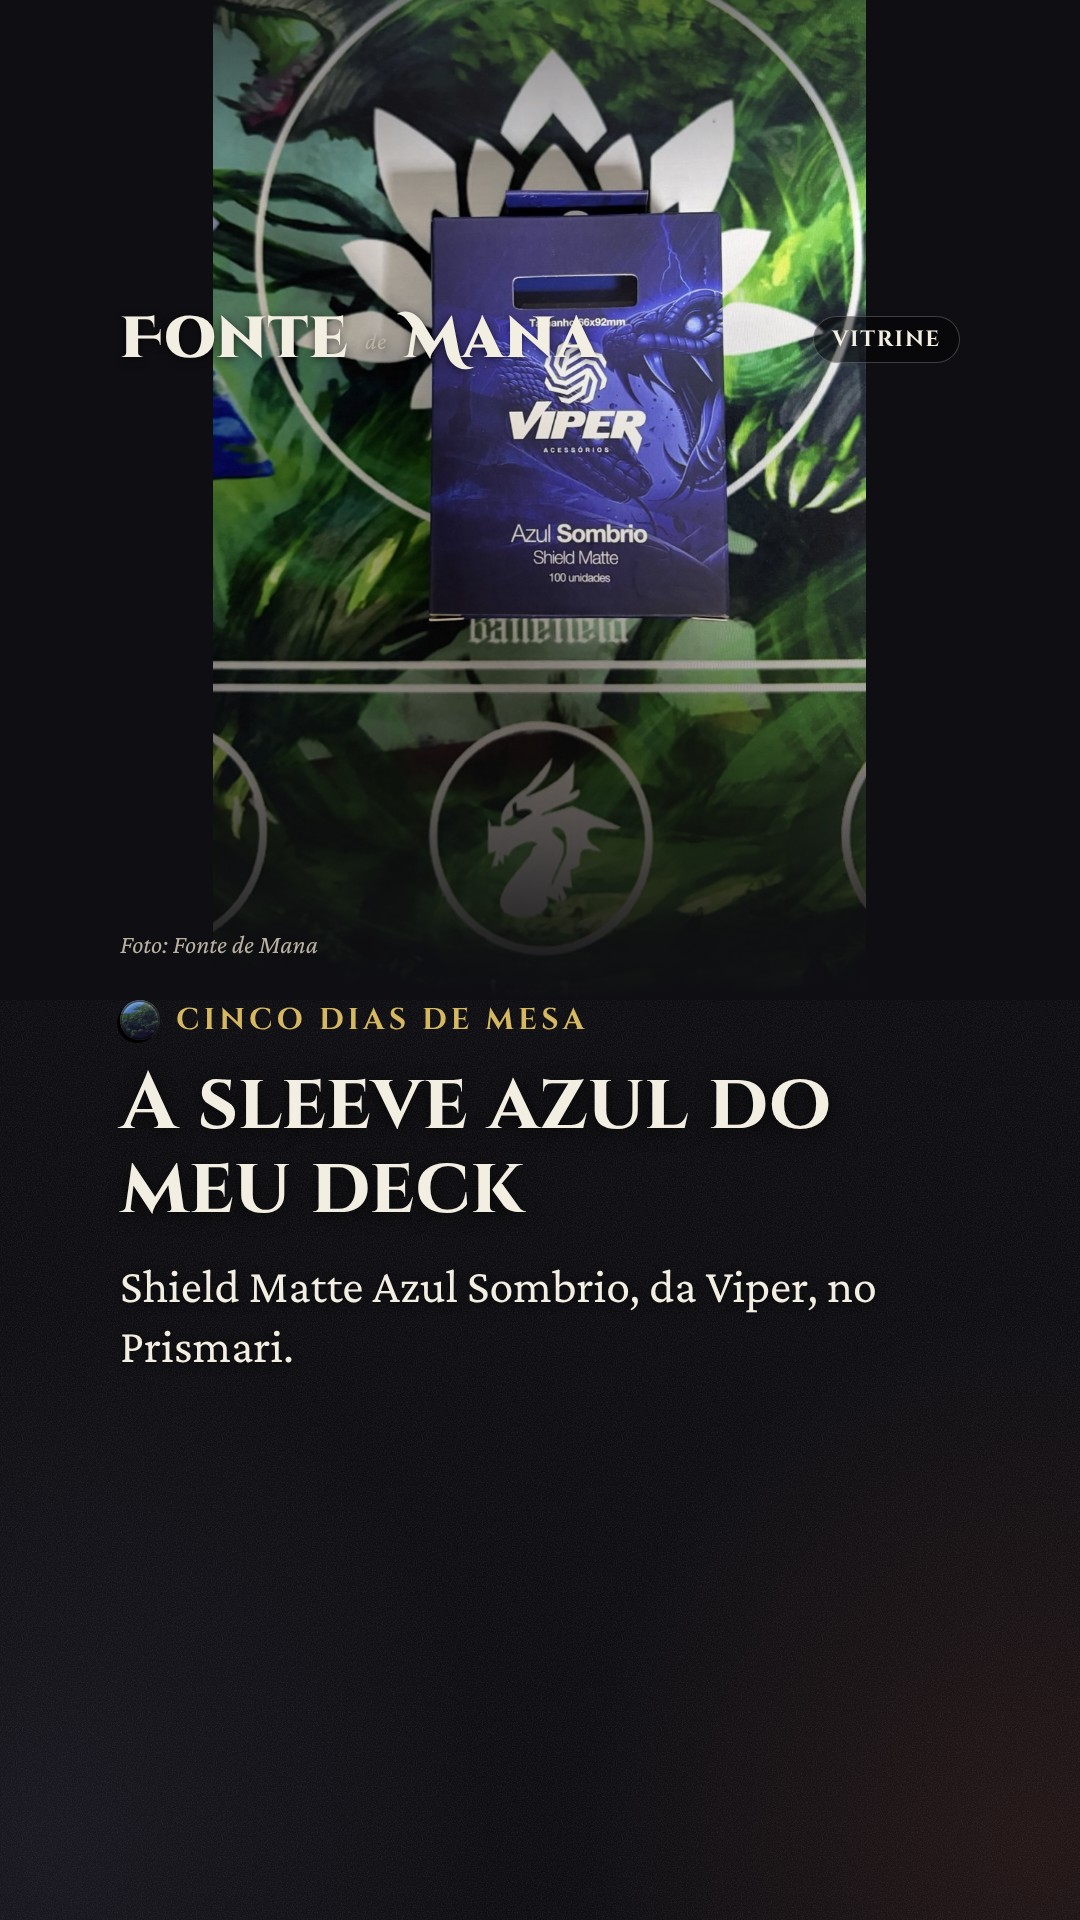 Tamanho 66x92mm
FONTE de MANA
VITRINE
VIPER
ACESSÓRIOS
Azul Sombrio
Shield Matte
100 unidades
Battlefield
Foto: Fonte de Mana
CINCO DIAS DE MESA
A SLEEVE AZUL DO
MEU DECK
Shield Matte Azul Sombrio, da Viper, no
Prismari.